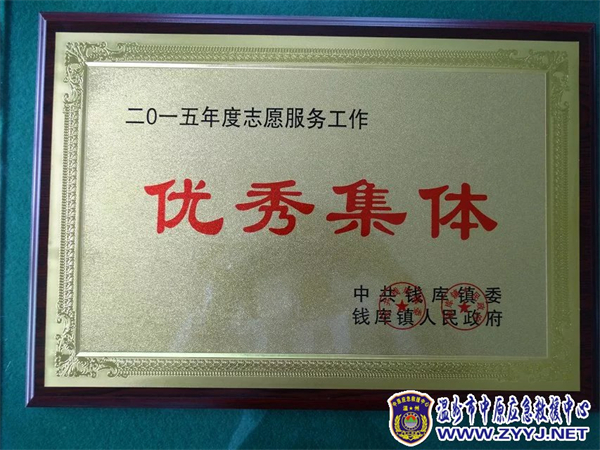 二0一五年度志愿服务工作
优秀集体
中共钱库镇委
钱库镇人民政府
温州市中原应急救援中心
WWW.ZYYJ.NET